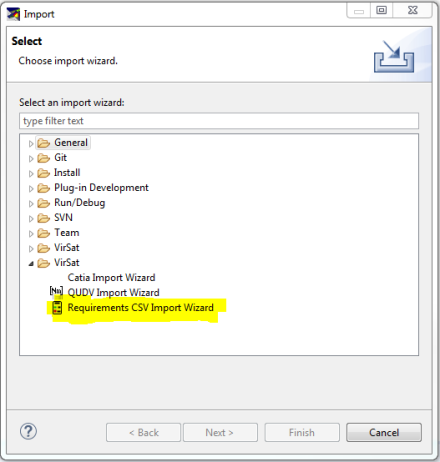 Import
Select
Choose import wizard.
Select an import wizard:
type filter text
General
Git
Install
Plug-in Development
Run/Debug
SVN
Team
VirSat
VirSat
Catia Import Wizard
QUDV Import Wizard
Requirements CSV Import Wizard
< Back
Next >
Finish
Cancel